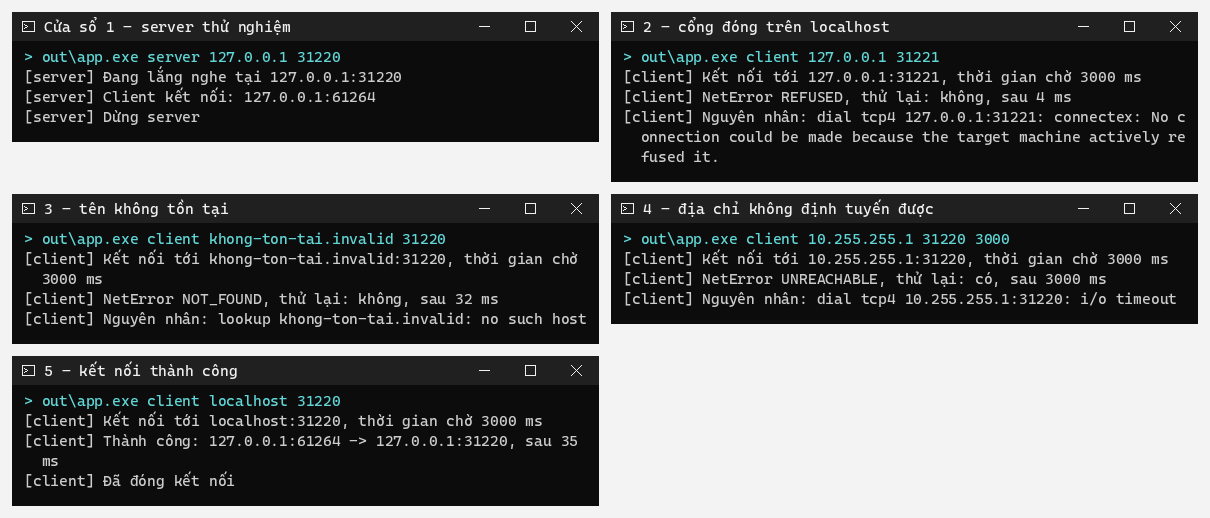 Cửa sổ 1 – server thử nghiệm
> out\app.exe server 127.0.0.1 31220
[server] Đang lắng nghe tại 127.0.0.1:31220
[server] Client kết nối: 127.0.0.1:61264
[server] Dừng server
2 – cổng đóng trên localhost
> out\app.exe client 127.0.0.1 31221
[client] Kết nối tới 127.0.0.1:31221, thời gian chờ 3000 ms
[client] NetError REFUSED, thử lại: không, sau 4 ms
[client] Nguyên nhân: dial tcp4 127.0.0.1:31221: connectex: No c
onnection could be made because the target machine actively re
fused it.
3 – tên không tồn tại
> out\app.exe client khong-ton-tai.invalid 31220
[client] Kết nối tới khong-ton-tai.invalid:31220, thời gian chờ
3000 ms
[client] NetError NOT_FOUND, thử lại: không, sau 32 ms
[client] Nguyên nhân: lookup khong-ton-tai.invalid: no such host
4 – địa chỉ không định tuyến được
> out\app.exe client 10.255.255.1 31220 3000
[client] Kết nối tới 10.255.255.1:31220, thời gian chờ 3000 ms
[client] NetError UNREACHABLE, thử lại: có, sau 3000 ms
[client] Nguyên nhân: dial tcp4 10.255.255.1:31220: i/o timeout
5 – kết nối thành công
> out\app.exe client localhost 31220
[client] Kết nối tới localhost:31220, thời gian chờ 3000 ms
[client] Thành công: 127.0.0.1:61264 -> 127.0.0.1:31220, sau 35
ms
[client] Đã đóng kết nối